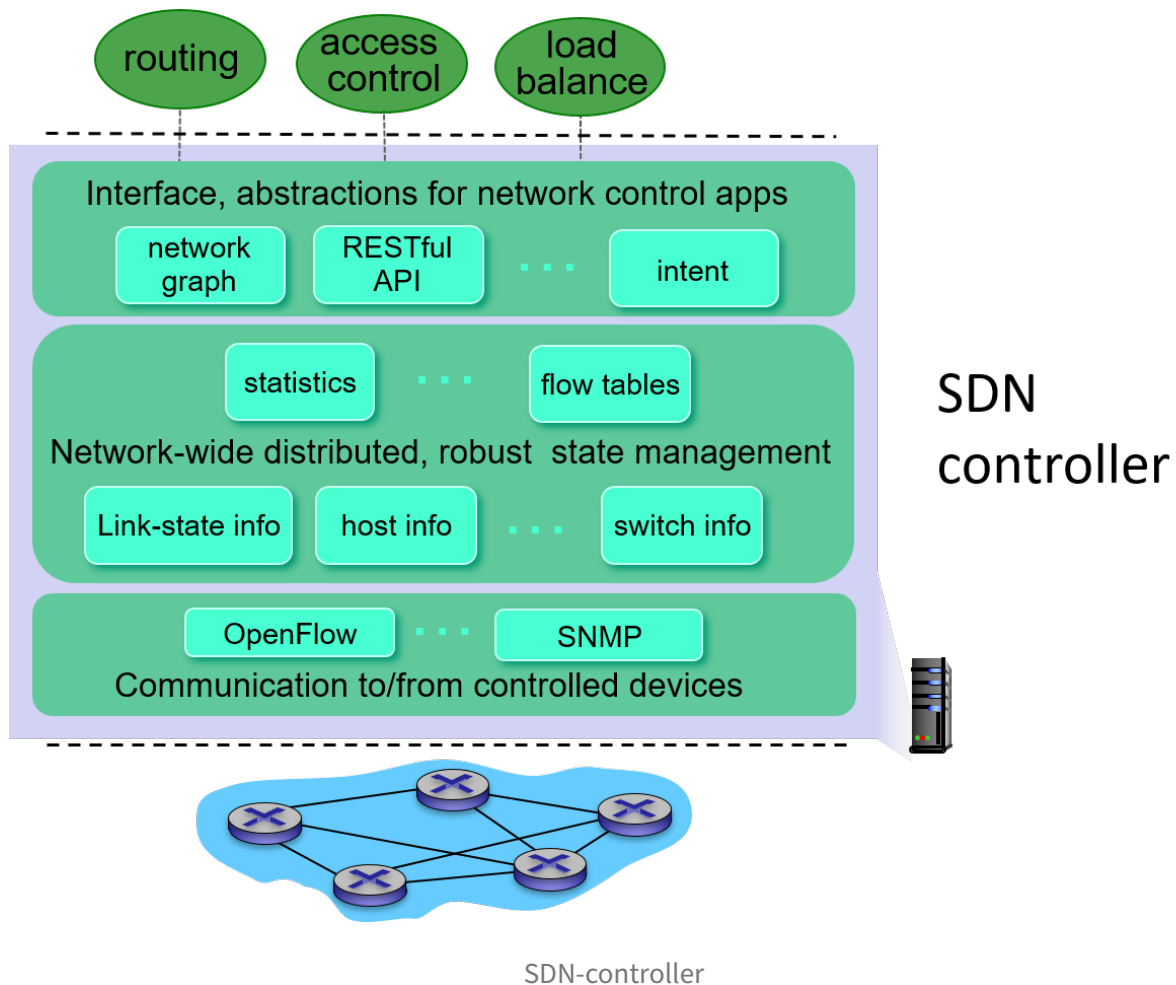 routing
access
control
load
balance
Interface, abstractions for network control apps
network
graph
RESTful
API
. . .
intent
statistics
. . .
flow tables
Network-wide distributed, robust  state management
Link-state info
host info
. . .
switch info
OpenFlow
. . .
SNMP
Communication to/from controlled devices
SDN
controller
SDN-controller